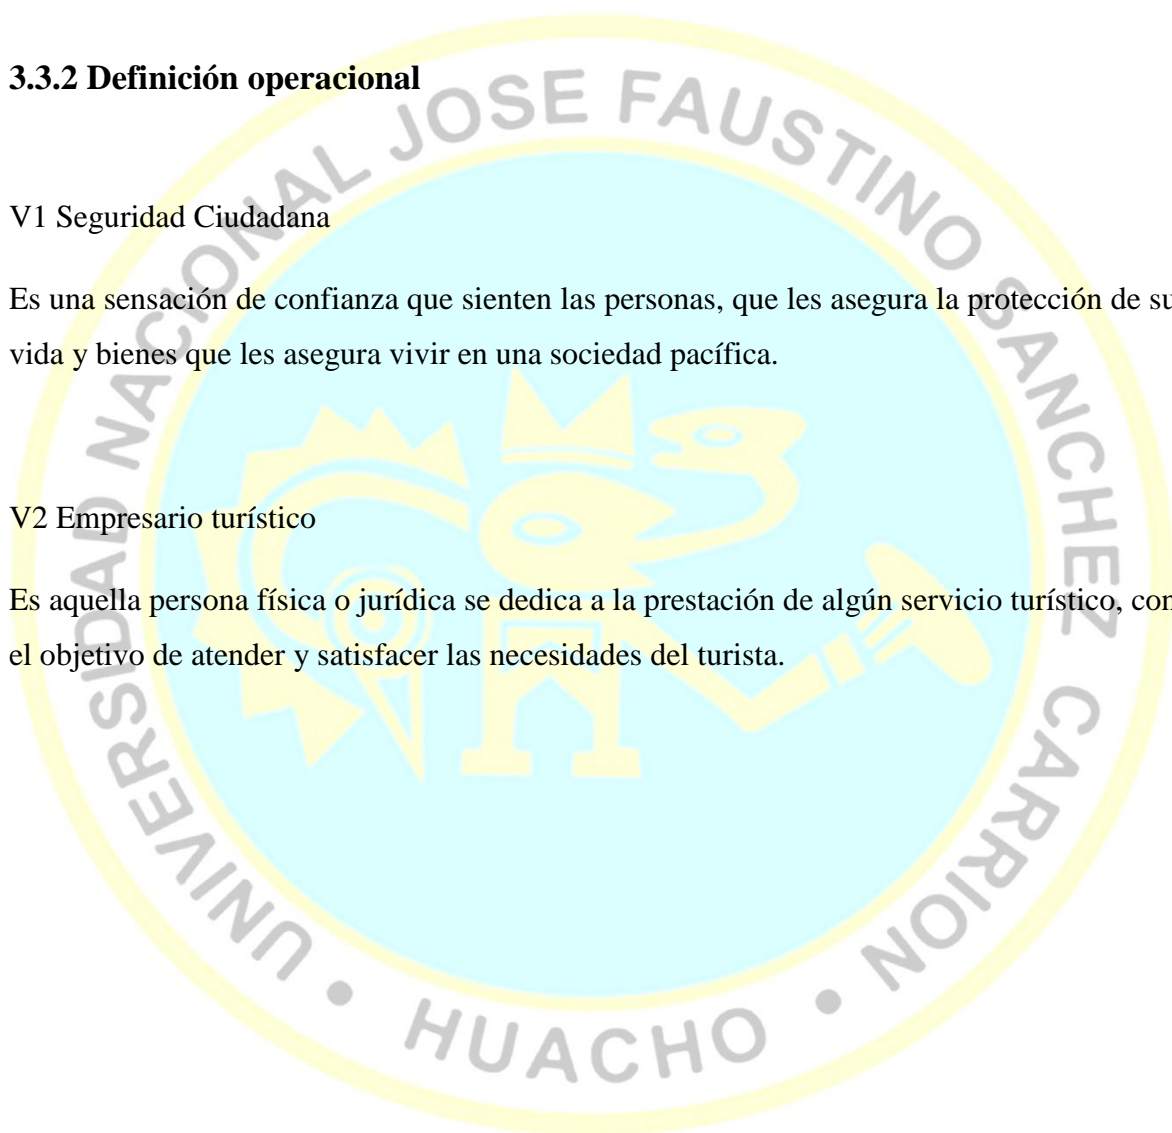 3.3.2 Definición operacional
V1 Seguridad Ciudadana
Es una sensación de confianza que sienten las personas, que les asegura la protección de su
vida y bienes que les asegura vivir en una sociedad pacífica.
V2 Empresario turístico
Es aquella persona física o jurídica se dedica a la prestación de algún servicio turístico, con
el objetivo de atender y satisfacer las necesidades del turista.
UNIVERSIDAD NACIONAL JOSE FAUSTINO SANCHEZ CARRION
• HUACHO •